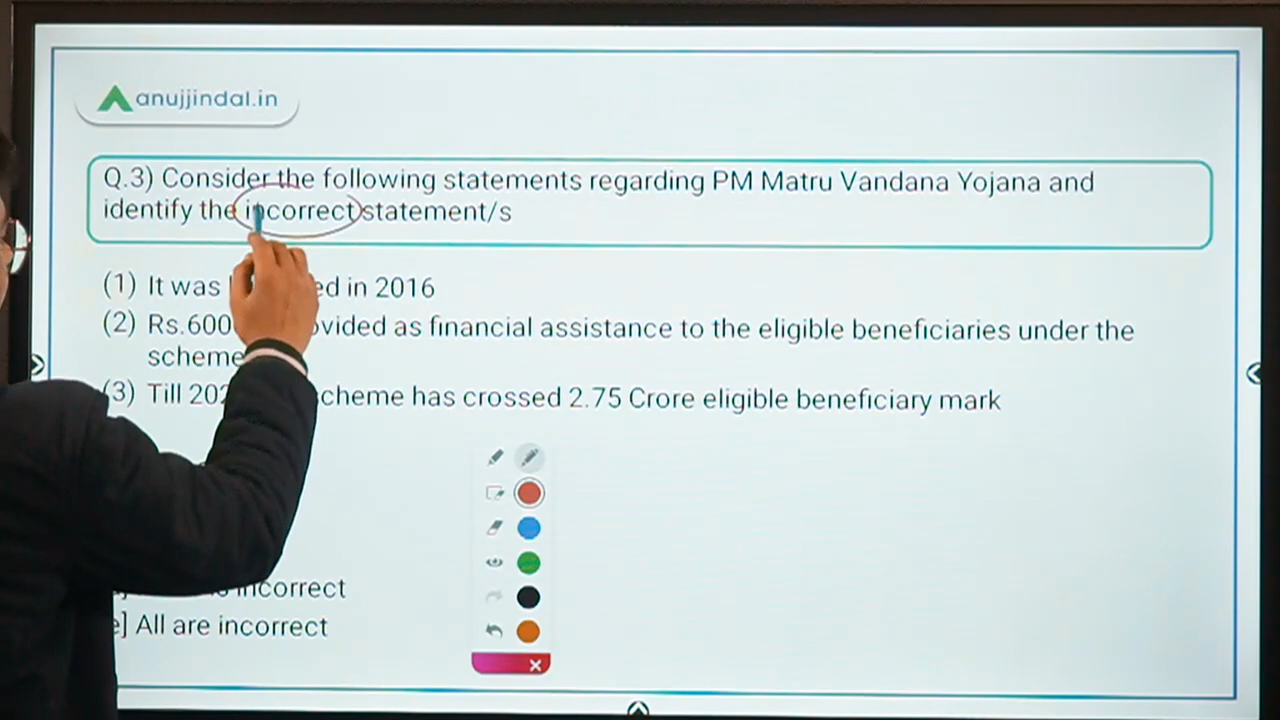 anujjindal.in
Q.3) Consider the following statements regarding PM Matru Vandana Yojana and
identify the incorrect statement/s
(1) It was ed in 2016
(2) Rs.600 vided as financial assistance to the eligible beneficiaries under the
scheme
(3) Till 202 cheme has crossed 2.75 Crore eligible beneficiary mark
incorrect
e] All are incorrect